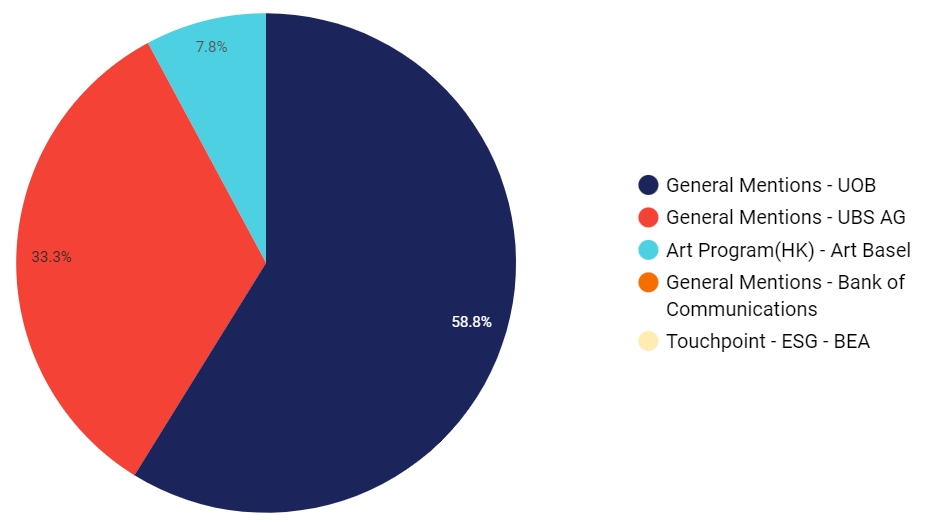 7.8%
33.3%
58.8%
General Mentions - UOB
General Mentions - UBS AG
Art Program(HK) - Art Basel
General Mentions - Bank of
Communications
Touchpoint - ESG - BEA